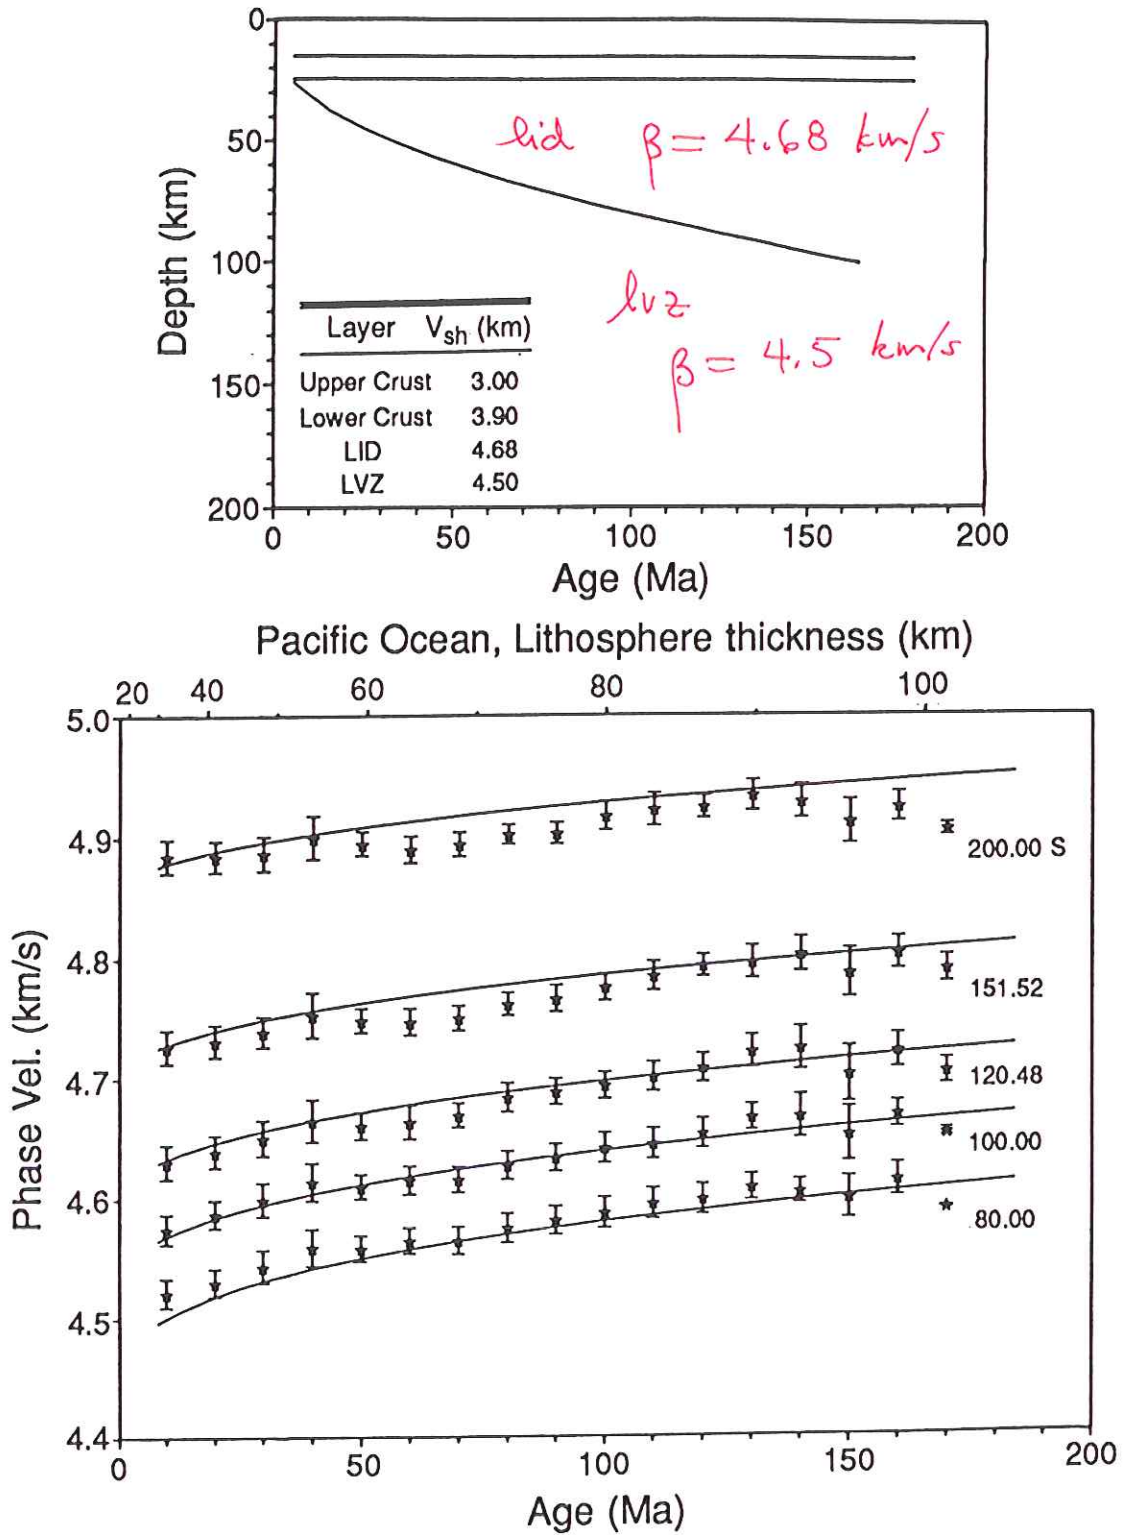 0
50
100
150
200
Depth (km)
lid β = 4.68 km/s
lvz
β = 4.5 km/s
Layer Vsh (km)
Upper Crust 3.00
Lower Crust 3.90
LID 4.68
LVZ 4.50
0 50 100 150 200
Age (Ma)
Pacific Ocean, Lithosphere thickness (km)
20 40 60 80 100
5.0
4.9
4.8
4.7
4.6
4.5
4.4
Phase Vel. (km/s)
200.00 S
151.52
120.48
100.00
80.00
0 50 100 150 200
Age (Ma)